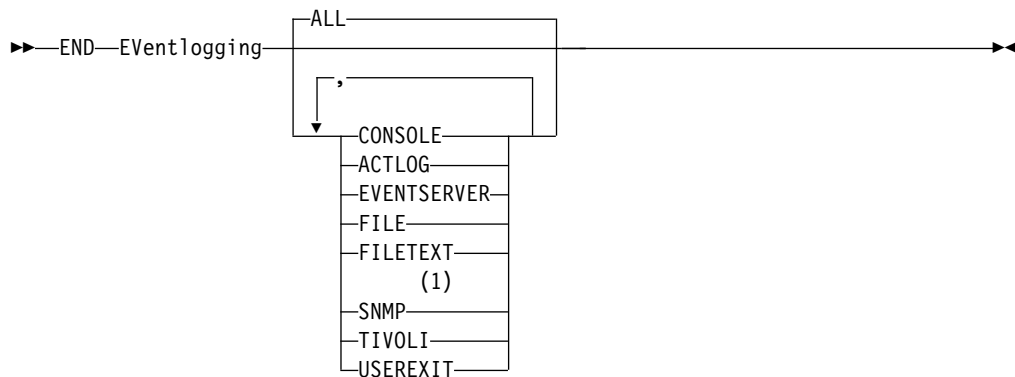 ALL
END EVentlogging
,
CONSOLE
ACTLOG
EVENTSERVER
FILE
FILETEXT
(1)
SNMP
TIVOLI
USEREXIT